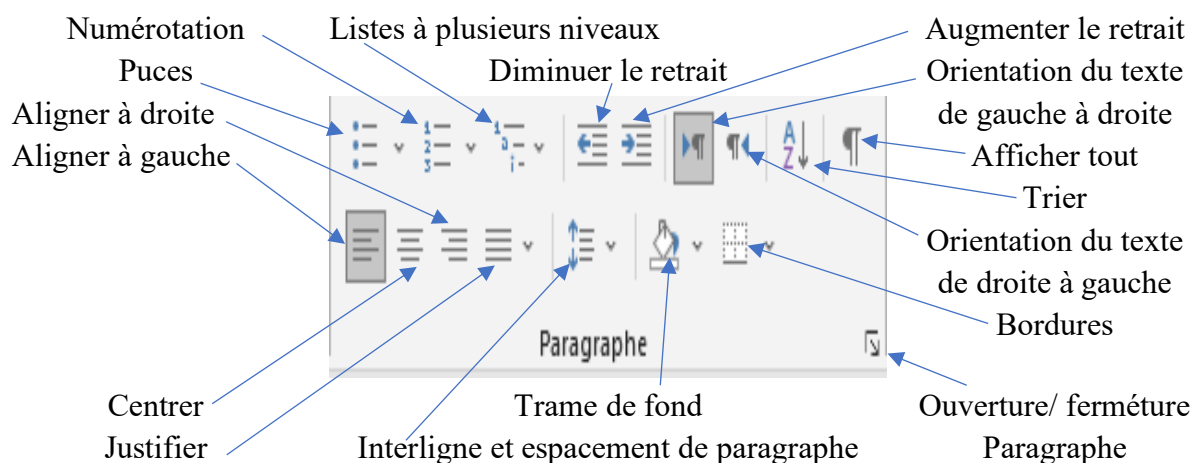 Numérotation
Listes à plusieurs niveaux
Augmenter le retrait
Puces
Diminuer le retrait
Orientation du texte
de gauche à droite
Aligner à droite
Aligner à gauche
Afficher tout
Trier
Orientation du texte
de droite à gauche
Bordures
Paragraphe
Centrer
Trame de fond
Ouverture/ ferméture
Paragraphe
Justifier
Interligne et espacement de paragraphe